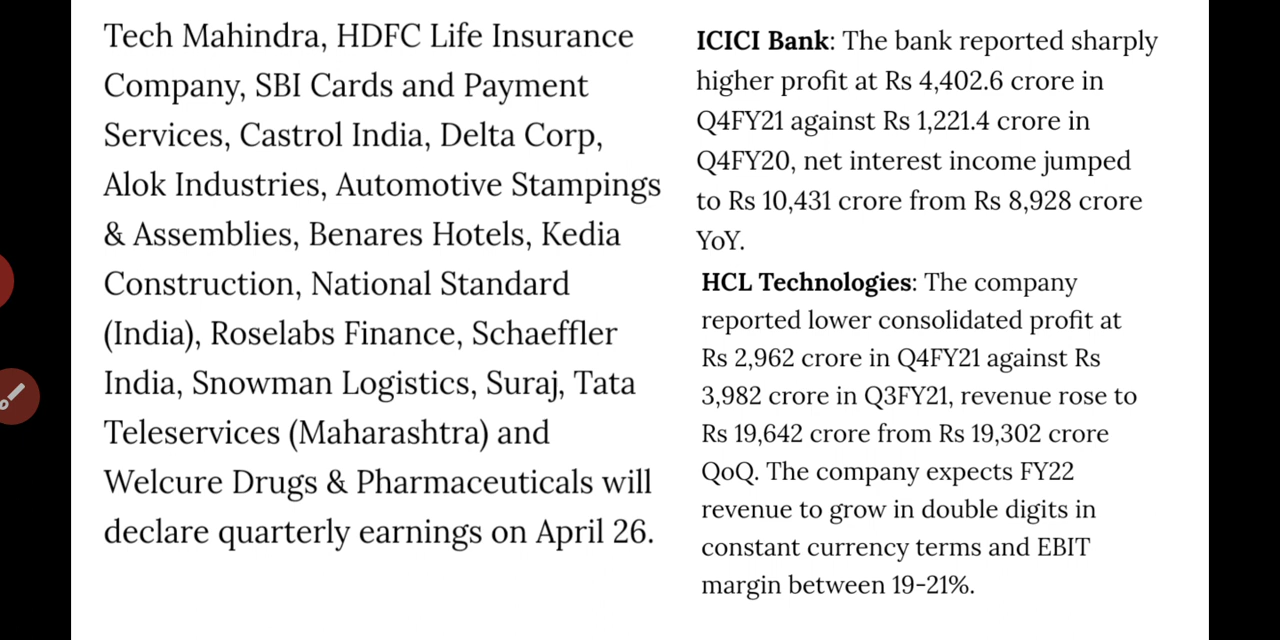 Tech Mahindra, HDFC Life Insurance
Company, SBI Cards and Payment
Services, Castrol India, Delta Corp,
Alok Industries, Automotive Stampings
& Assemblies, Benares Hotels, Kedia
Construction, National Standard
(India), Roselabs Finance, Schaeffler
India, Snowman Logistics, Suraj, Tata
Teleservices (Maharashtra) and
Welcure Drugs & Pharmaceuticals will
declare quarterly earnings on April 26.
ICICI Bank: The bank reported sharply
higher profit at Rs 4,402.6 crore in
Q4FY21 against Rs 1,221.4 crore in
Q4FY20, net interest income jumped
to Rs 10,431 crore from Rs 8,928 crore
YoY.
HCL Technologies: The company
reported lower consolidated profit at
Rs 2,962 crore in Q4FY21 against Rs
3,982 crore in Q3FY21, revenue rose to
Rs 19,642 crore from Rs 19,302 crore
QoQ. The company expects FY22
revenue to grow in double digits in
constant currency terms and EBIT
margin between 19-21%.